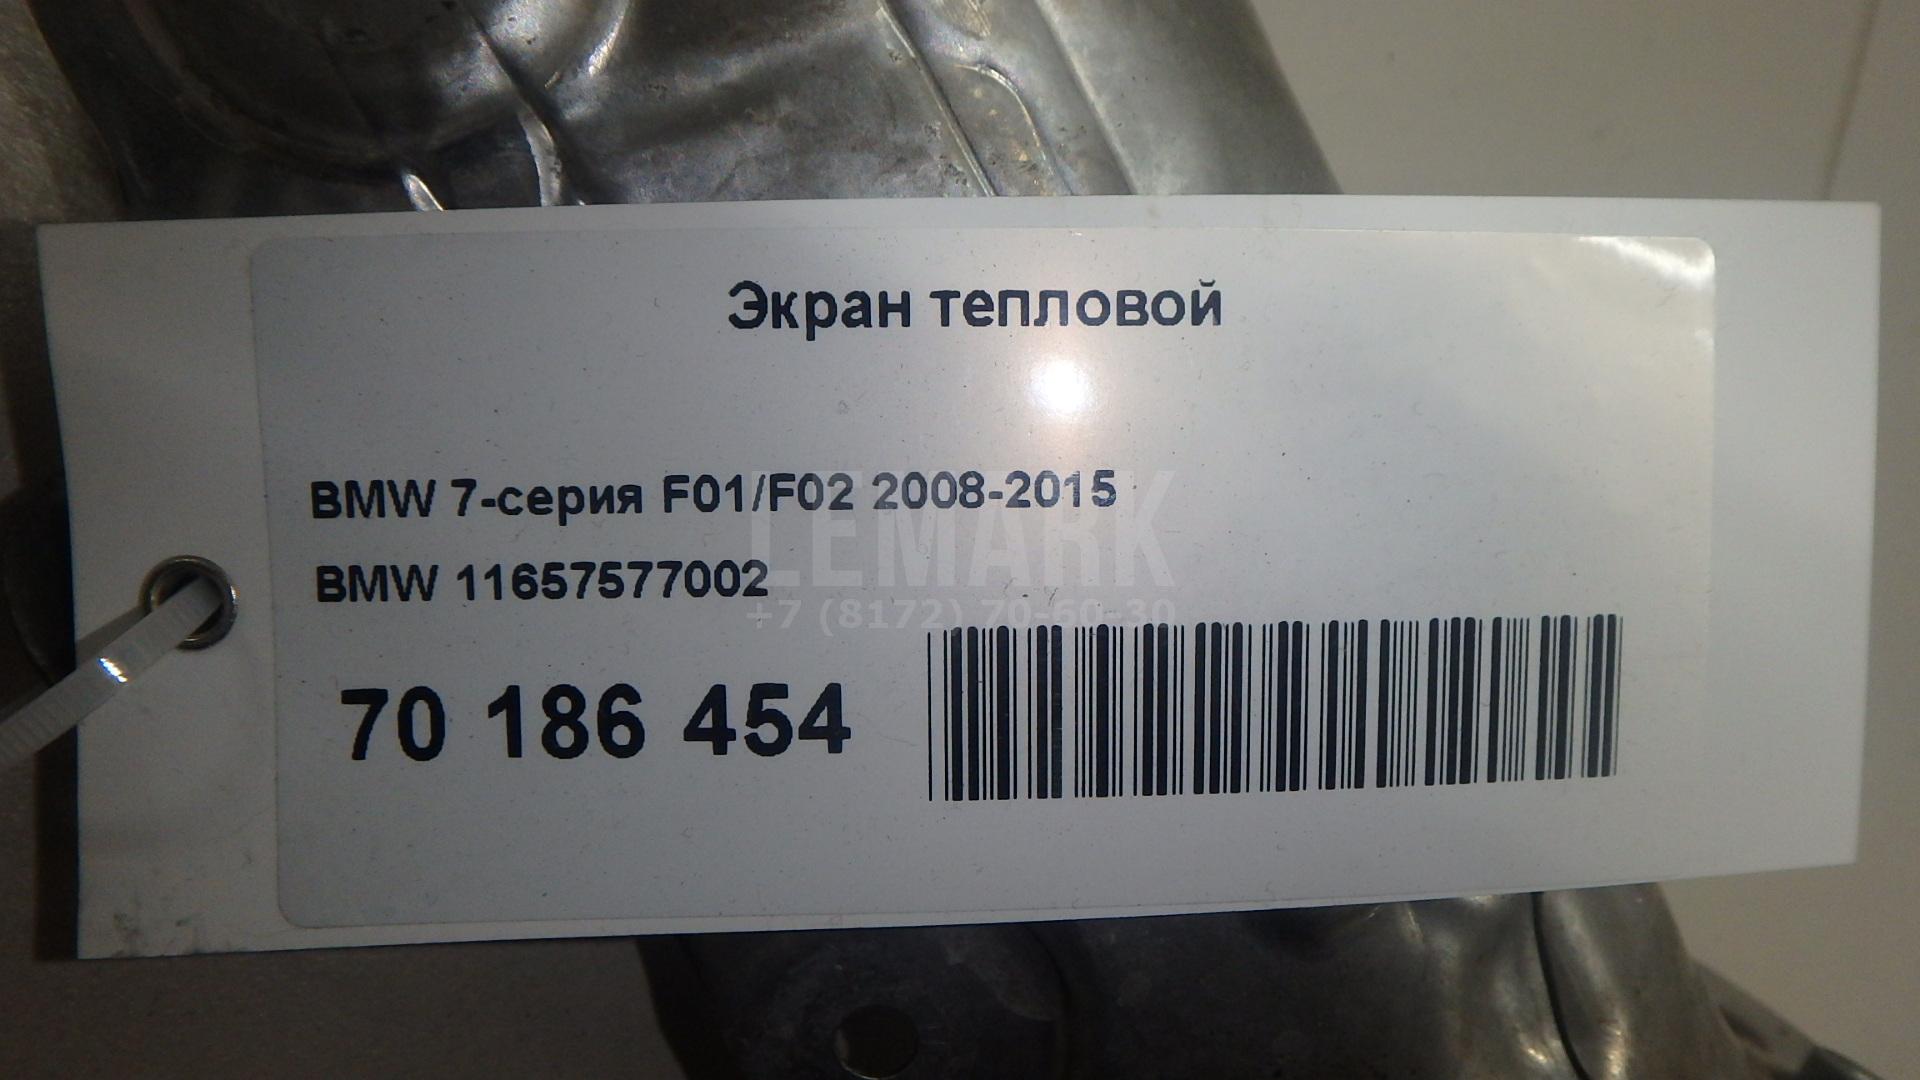 Экран тепловой
BMW 7-серия F01/F02 2008-2015
LEMARK
BMW 11657577002
+7 (8172) 70-60-30
70 186 454